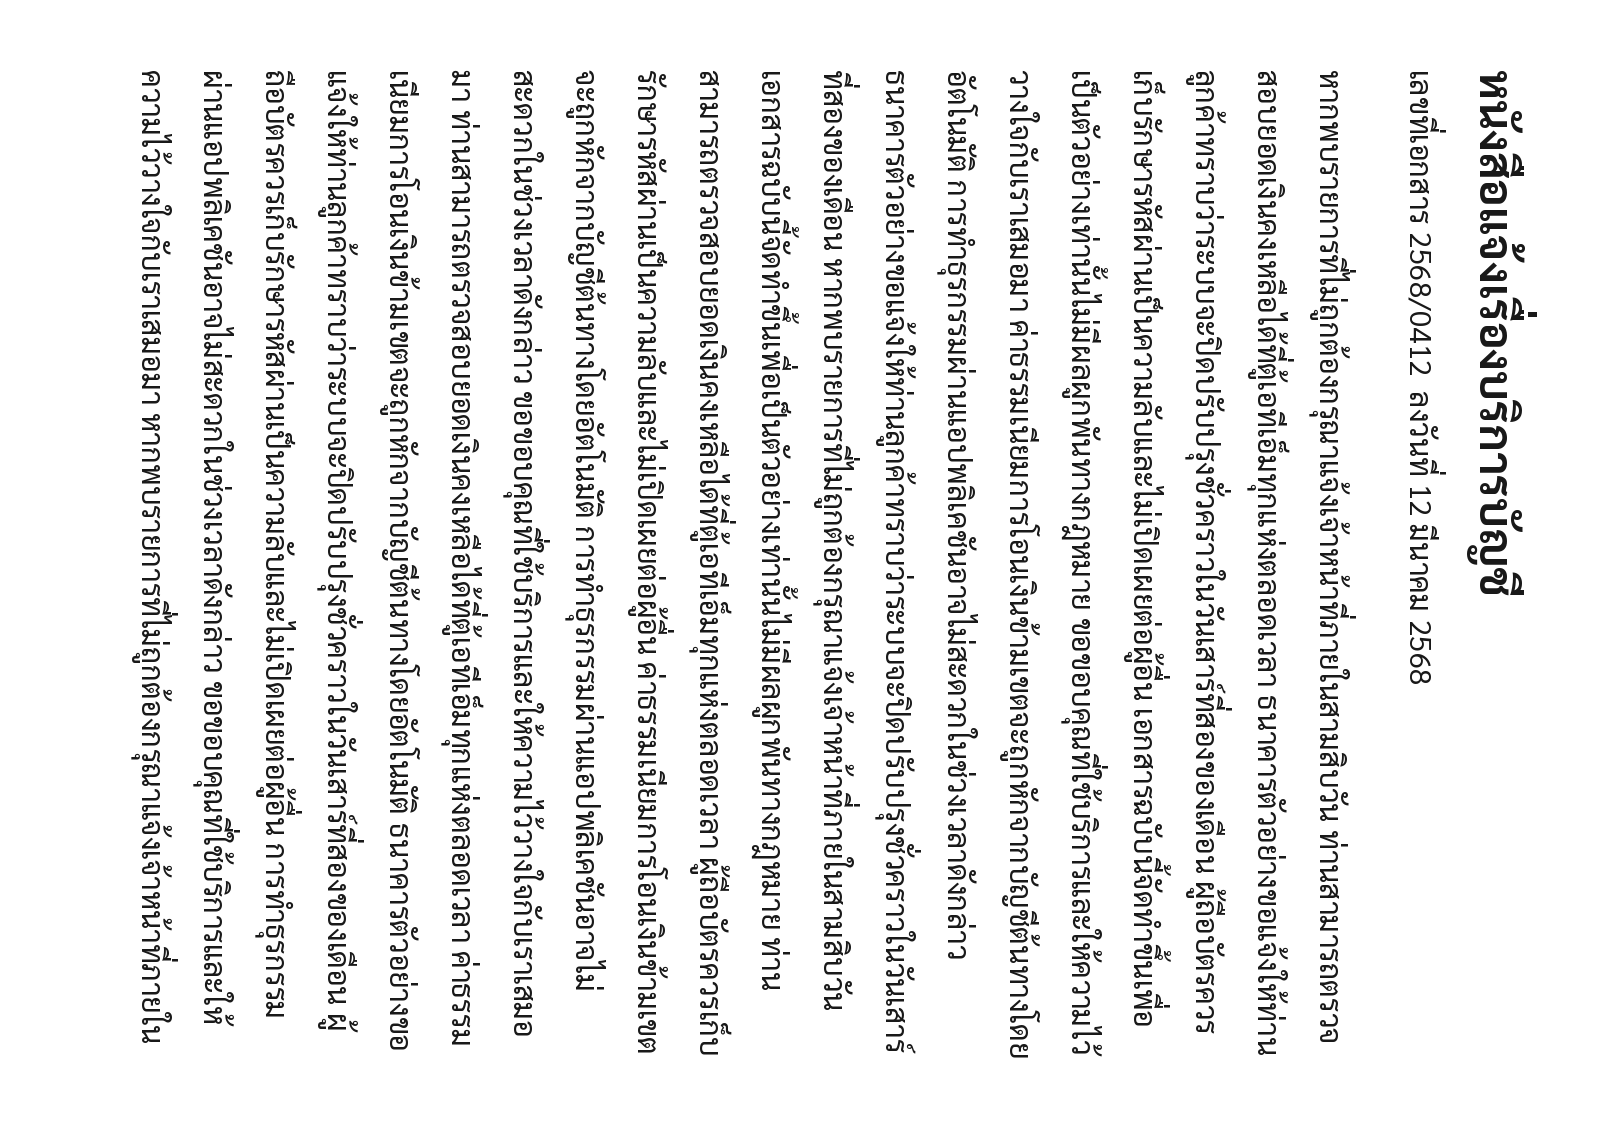 หนังสือแจ้งเรื่องบริการบัญชี
เลขที่เอกสาร 2568/0412 ลงวันที่ 12 มีนาคม 2568
หากพบรายการที่ไม่ถูกต้องกรุณาแจ้งเจ้าหน้าที่ภายในสามสิบวัน ท่านสามารถตรวจ
สอบยอดเงินคงเหลือได้ที่ตู้เอทีเอ็มทุกแห่งตลอดเวลา ธนาคารตัวอย่างขอแจ้งให้ท่าน
ลูกค้าทราบว่าระบบจะปิดปรับปรุงชั่วคราวในวันเสาร์ที่สองของเดือน ผู้ถือบัตรควร
เก็บรักษารหัสผ่านเป็นความลับและไม่เปิดเผยต่อผู้อื่น เอกสารฉบับนี้จัดทำขึ้นเพื่อ
เป็นตัวอย่างเท่านั้นไม่มีผลผูกพันทางกฎหมาย ขอขอบคุณที่ใช้บริการและให้ความไว้
วางใจกับเราเสมอมา ค่าธรรมเนียมการโอนเงินข้ามเขตจะถูกหักจากบัญชีต้นทางโดย
อัตโนมัติ การทำธุรกรรมผ่านแอปพลิเคชันอาจไม่สะดวกในช่วงเวลาดังกล่าว
ธนาคารตัวอย่างขอแจ้งให้ท่านลูกค้าทราบว่าระบบจะปิดปรับปรุงชั่วคราวในวันเสาร์
ที่สองของเดือน หากพบรายการที่ไม่ถูกต้องกรุณาแจ้งเจ้าหน้าที่ภายในสามสิบวัน
เอกสารฉบับนี้จัดทำขึ้นเพื่อเป็นตัวอย่างเท่านั้นไม่มีผลผูกพันทางกฎหมาย ท่าน
สามารถตรวจสอบยอดเงินคงเหลือได้ที่ตู้เอทีเอ็มทุกแห่งตลอดเวลา ผู้ถือบัตรควรเก็บ
รักษารหัสผ่านเป็นความลับและไม่เปิดเผยต่อผู้อื่น ค่าธรรมเนียมการโอนเงินข้ามเขต
จะถูกหักจากบัญชีต้นทางโดยอัตโนมัติ การทำธุรกรรมผ่านแอปพลิเคชันอาจไม่
สะดวกในช่วงเวลาดังกล่าว ขอขอบคุณที่ใช้บริการและให้ความไว้วางใจกับเราเสมอ
มา ท่านสามารถตรวจสอบยอดเงินคงเหลือได้ที่ตู้เอทีเอ็มทุกแห่งตลอดเวลา ค่าธรรม
เนียมการโอนเงินข้ามเขตจะถูกหักจากบัญชีต้นทางโดยอัตโนมัติ ธนาคารตัวอย่างขอ
แจ้งให้ท่านลูกค้าทราบว่าระบบจะปิดปรับปรุงชั่วคราวในวันเสาร์ที่สองของเดือน ผู้
ถือบัตรควรเก็บรักษารหัสผ่านเป็นความลับและไม่เปิดเผยต่อผู้อื่น การทำธุรกรรม
ผ่านแอปพลิเคชันอาจไม่สะดวกในช่วงเวลาดังกล่าว ขอขอบคุณที่ใช้บริการและให้
ความไว้วางใจกับเราเสมอมา หากพบรายการที่ไม่ถูกต้องกรุณาแจ้งเจ้าหน้าที่ภายใน